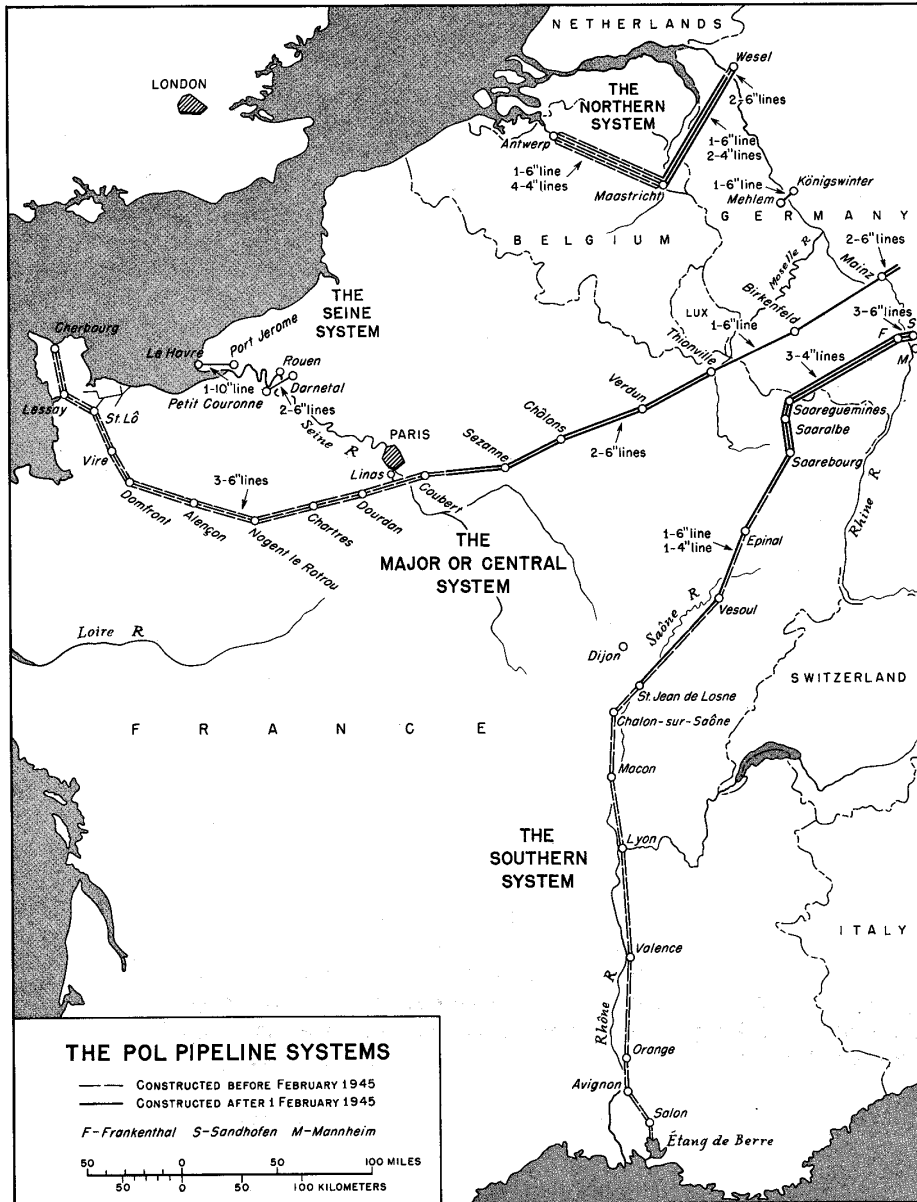 NETHERLANDS
LONDON
Wesel
THE
NORTHERN
SYSTEM
2-6"lines
Antwerp
1-6"line
4-4"lines
1-6"line
2-4"lines
Maastricht
1-6"line
Königswinter
Mehlem
GERMANY
BELGIUM
Moselle R
2-6"lines
Mainz
Birkenfeld
LUX
1-6"line
Thionville
3-6"lines
F
S
M
THE
SEINE
SYSTEM
Cherbourg
Le Havre
Port Jerome
Rouen
1-10"line
Darnetal
Petit Couronne
2-6"lines
Seine R
3-4"lines
Verdun
Châlons
Sezanne
2-6"lines
Saareguemines
Saaralbe
Saarebourg
Lessay
St. Lô
Vire
PARIS
Linas
Coubert
Domfront
Alençon
3-6"lines
Nogent le Rotrou
Chartres
Dourdan
THE
MAJOR OR CENTRAL
SYSTEM
1-6"line
1-4"line
Epinal
Rhine R
Vesoul
Saône R
Loire R
Dijon
SWITZERLAND
St. Jean de Losne
Chalon-sur-Saône
FRANCE
Macon
THE
SOUTHERN
SYSTEM
Lyon
ITALY
Valence
Rhône R
Orange
Avignon
Salon
Étang de Berre
THE POL PIPELINE SYSTEMS
CONSTRUCTED BEFORE FEBRUARY 1945
CONSTRUCTED AFTER 1 FEBRUARY 1945
F-Frankenthal S-Sandhofen M-Mannheim
50 0 50 100 MILES
50 0 50 100 KILOMETERS